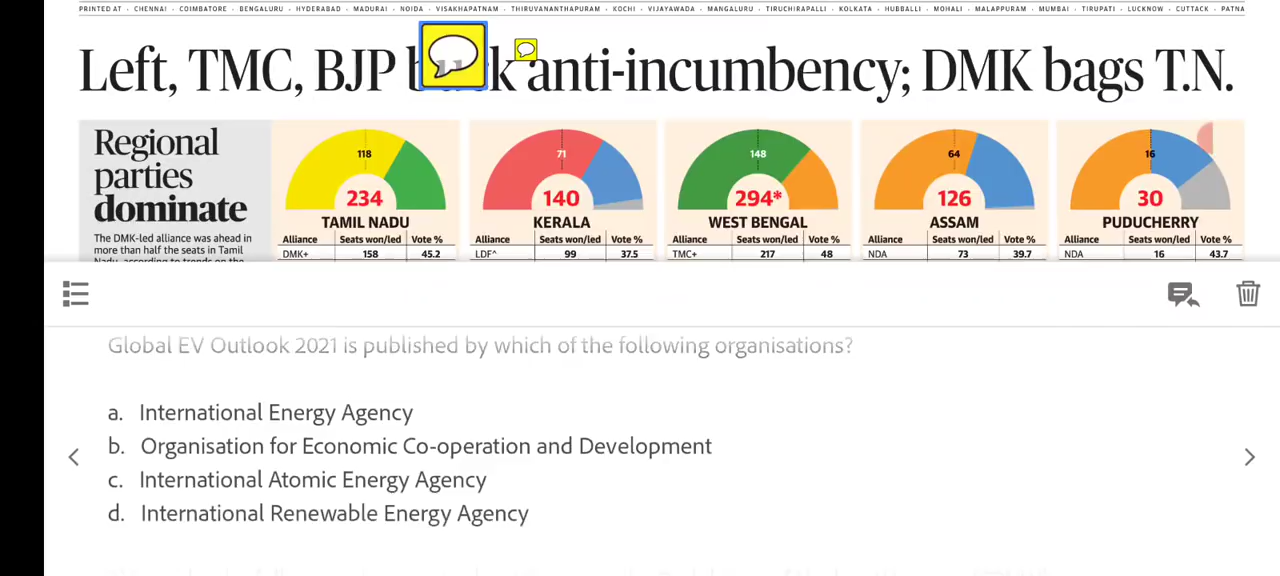 PRINTED AT · CHENNAI · COIMBATORE · BENGALURU · HYDERABAD · MADURAI · NOIDA · VISAKHAPATNAM · THIRUVANANTHAPURAM · KOCHI · VIJAYAWADA · MANGALURU · TIRUCHIRAPALLI · KOLKATA · HUBBALLI · MOHALI · MALAPPURAM · MUMBAI · TIRUPATI · LUCKNOW · CUTTACK · PATNA
Left, TMC, BJP anti-incumbency; DMK bags T.N.
Regional
parties
dominate
The DMK-led alliance was ahead in
more than half the seats in Tamil
Nadu, according to trends on the
118
234
TAMIL NADU
Alliance Seats won/led Vote %
DMK+ 158 45.2
71
140
KERALA
Alliance Seats won/led Vote %
LDF^ 99 37.5
148
294*
WEST BENGAL
Alliance Seats won/led Vote %
TMC+ 217 48
64
126
ASSAM
Alliance Seats won/led Vote %
NDA 73 39.7
16
30
PUDUCHERRY
Alliance Seats won/led Vote %
NDA 16 43.7
Global EV Outlook 2021 is published by which of the following organisations?
a. International Energy Agency
b. Organisation for Economic Co-operation and Development
c. International Atomic Energy Agency
d. International Renewable Energy Agency